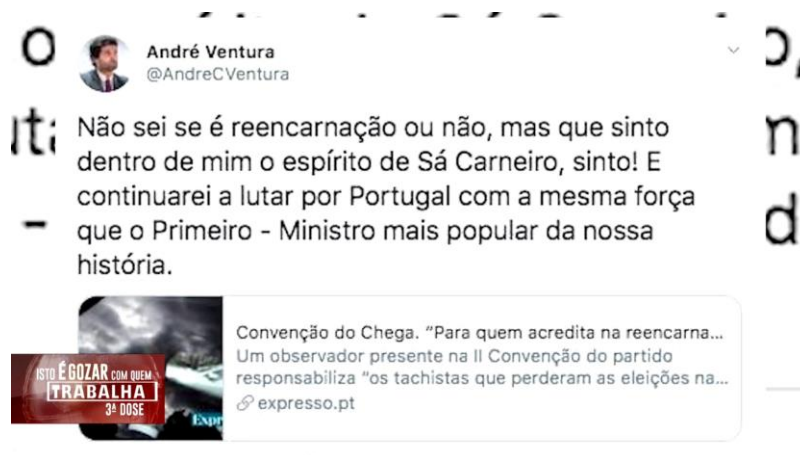 André Ventura
@AndreCVentura
Não sei se é reencarnação ou não, mas que sinto
dentro de mim o espírito de Sá Carneiro, sinto! E
continuarei a lutar por Portugal com a mesma força
que o Primeiro - Ministro mais popular da nossa
história.
Convenção do Chega. “Para quem acredita na reencarna...
Um observador presente na II Convenção do partido
responsabiliza “os tachistas que perderam as eleições na...
expresso.pt
ISTO É GOZAR COM QUEM
TRABALHA
3ª DOSE
Expr